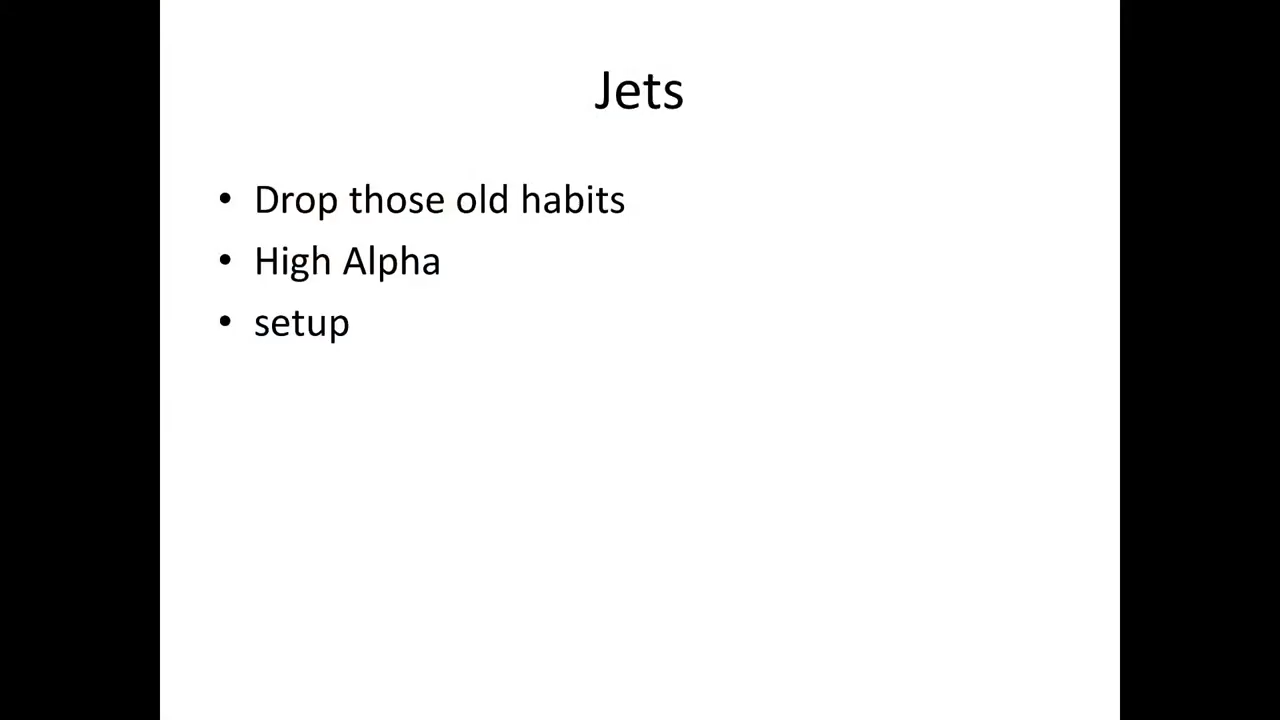 Jets
• Drop those old habits
• High Alpha
• setup